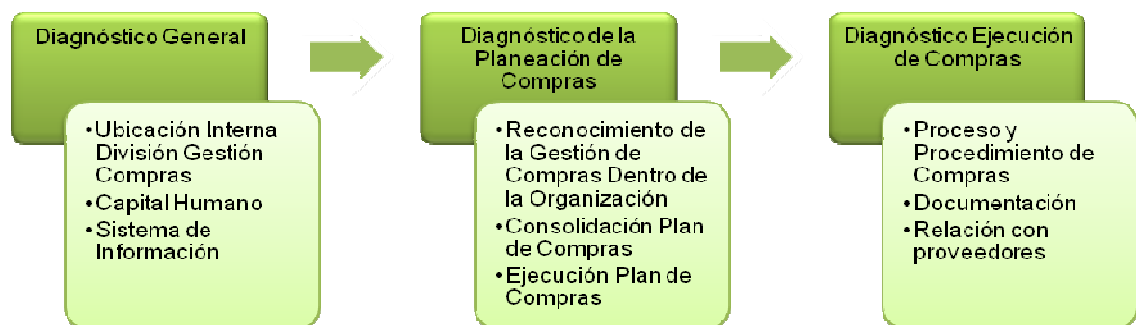 Diagnóstico General
•Ubicación Interna
División Gestión
Compras
•Capital Humano
•Sistema de
Información
Diagnóstico de la
Planeación de
Compras
•Reconocimiento de
la Gestión de
Compras Dentro de
la Organización
•Consolidación Plan
de Compras
•Ejecución Plan de
Compras
Diagnóstico Ejecución
de Compras
•Proceso y
Procedimiento de
Compras
•Documentación
•Relación con
proveedores